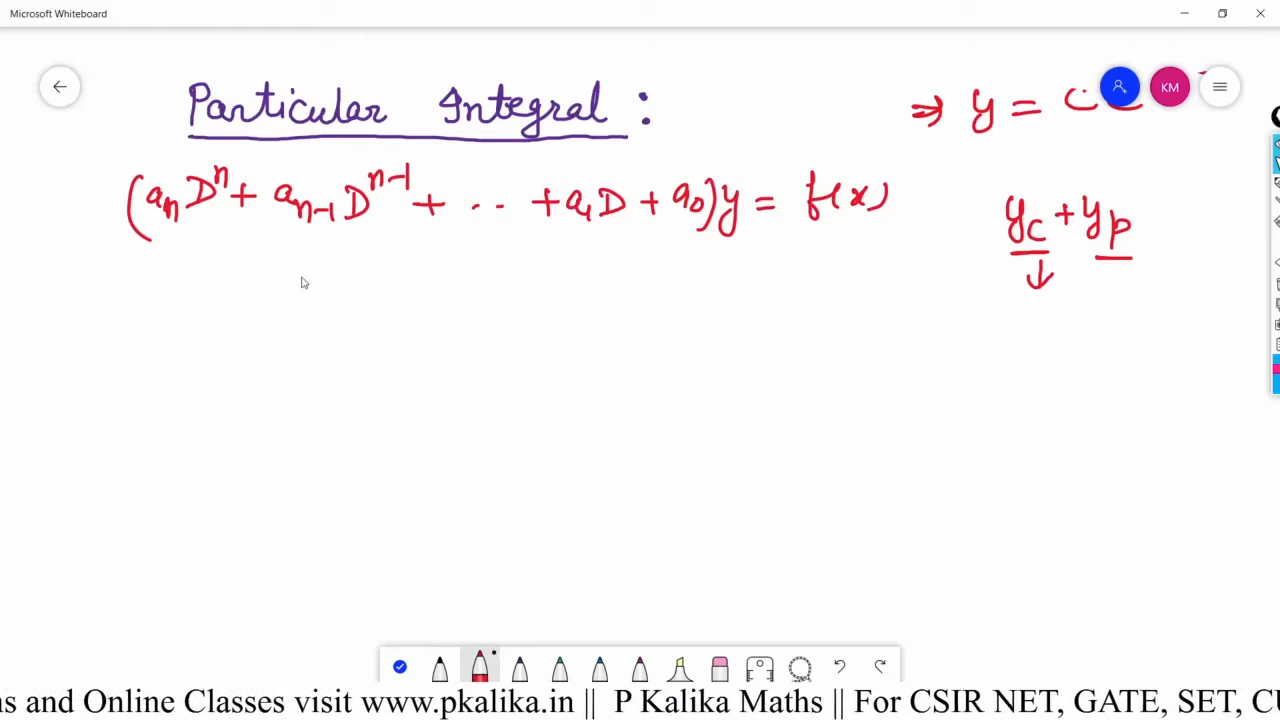 Microsoft Whiteboard
Particular Integral :
⇒ y =
KM
(aₙDⁿ + aₙ₋₁Dⁿ⁻¹ + .. + a₁D + a₀)y = f(x)
y_c + y_p
↓
and Online Classes visit www.pkalika.in || P Kalika Maths || For CSIR NET, GATE, SET,